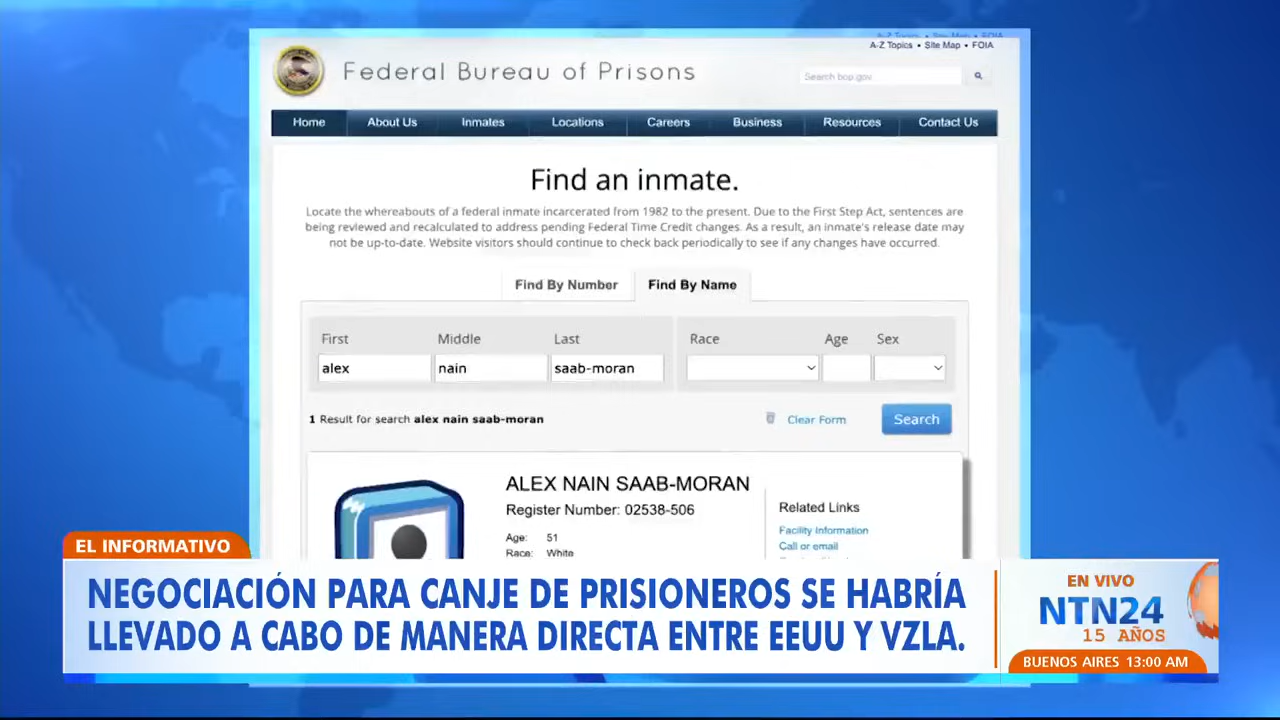 A-Z Topics • Site Map • FOIA
Federal Bureau of Prisons
Search bop.gov
Home About Us Inmates Locations Careers Business Resources Contact Us
Find an inmate.
Locate the whereabouts of a federal inmate incarcerated from 1982 to the present. Due to the First Step Act, sentences are
being reviewed and recalculated to address pending Federal Time Credit changes. As a result, an inmate's release date may
not be up-to-date. Website visitors should continue to check back periodically to see if any changes have occurred.
Find By Number Find By Name
First Middle Last Race Age Sex
alex nain saab-moran
1 Result for search alex nain saab-moran Clear Form Search
ALEX NAIN SAAB-MORAN
Register Number: 02538-506
Age: 51
Race: White
Related Links
Facility Information
Call or email
EL INFORMATIVO
NEGOCIACIÓN PARA CANJE DE PRISIONEROS SE HABRÍA
LLEVADO A CABO DE MANERA DIRECTA ENTRE EEUU Y VZLA.
EN VIVO
NTN24
15 AÑOS
BUENOS AIRES 13:00 AM